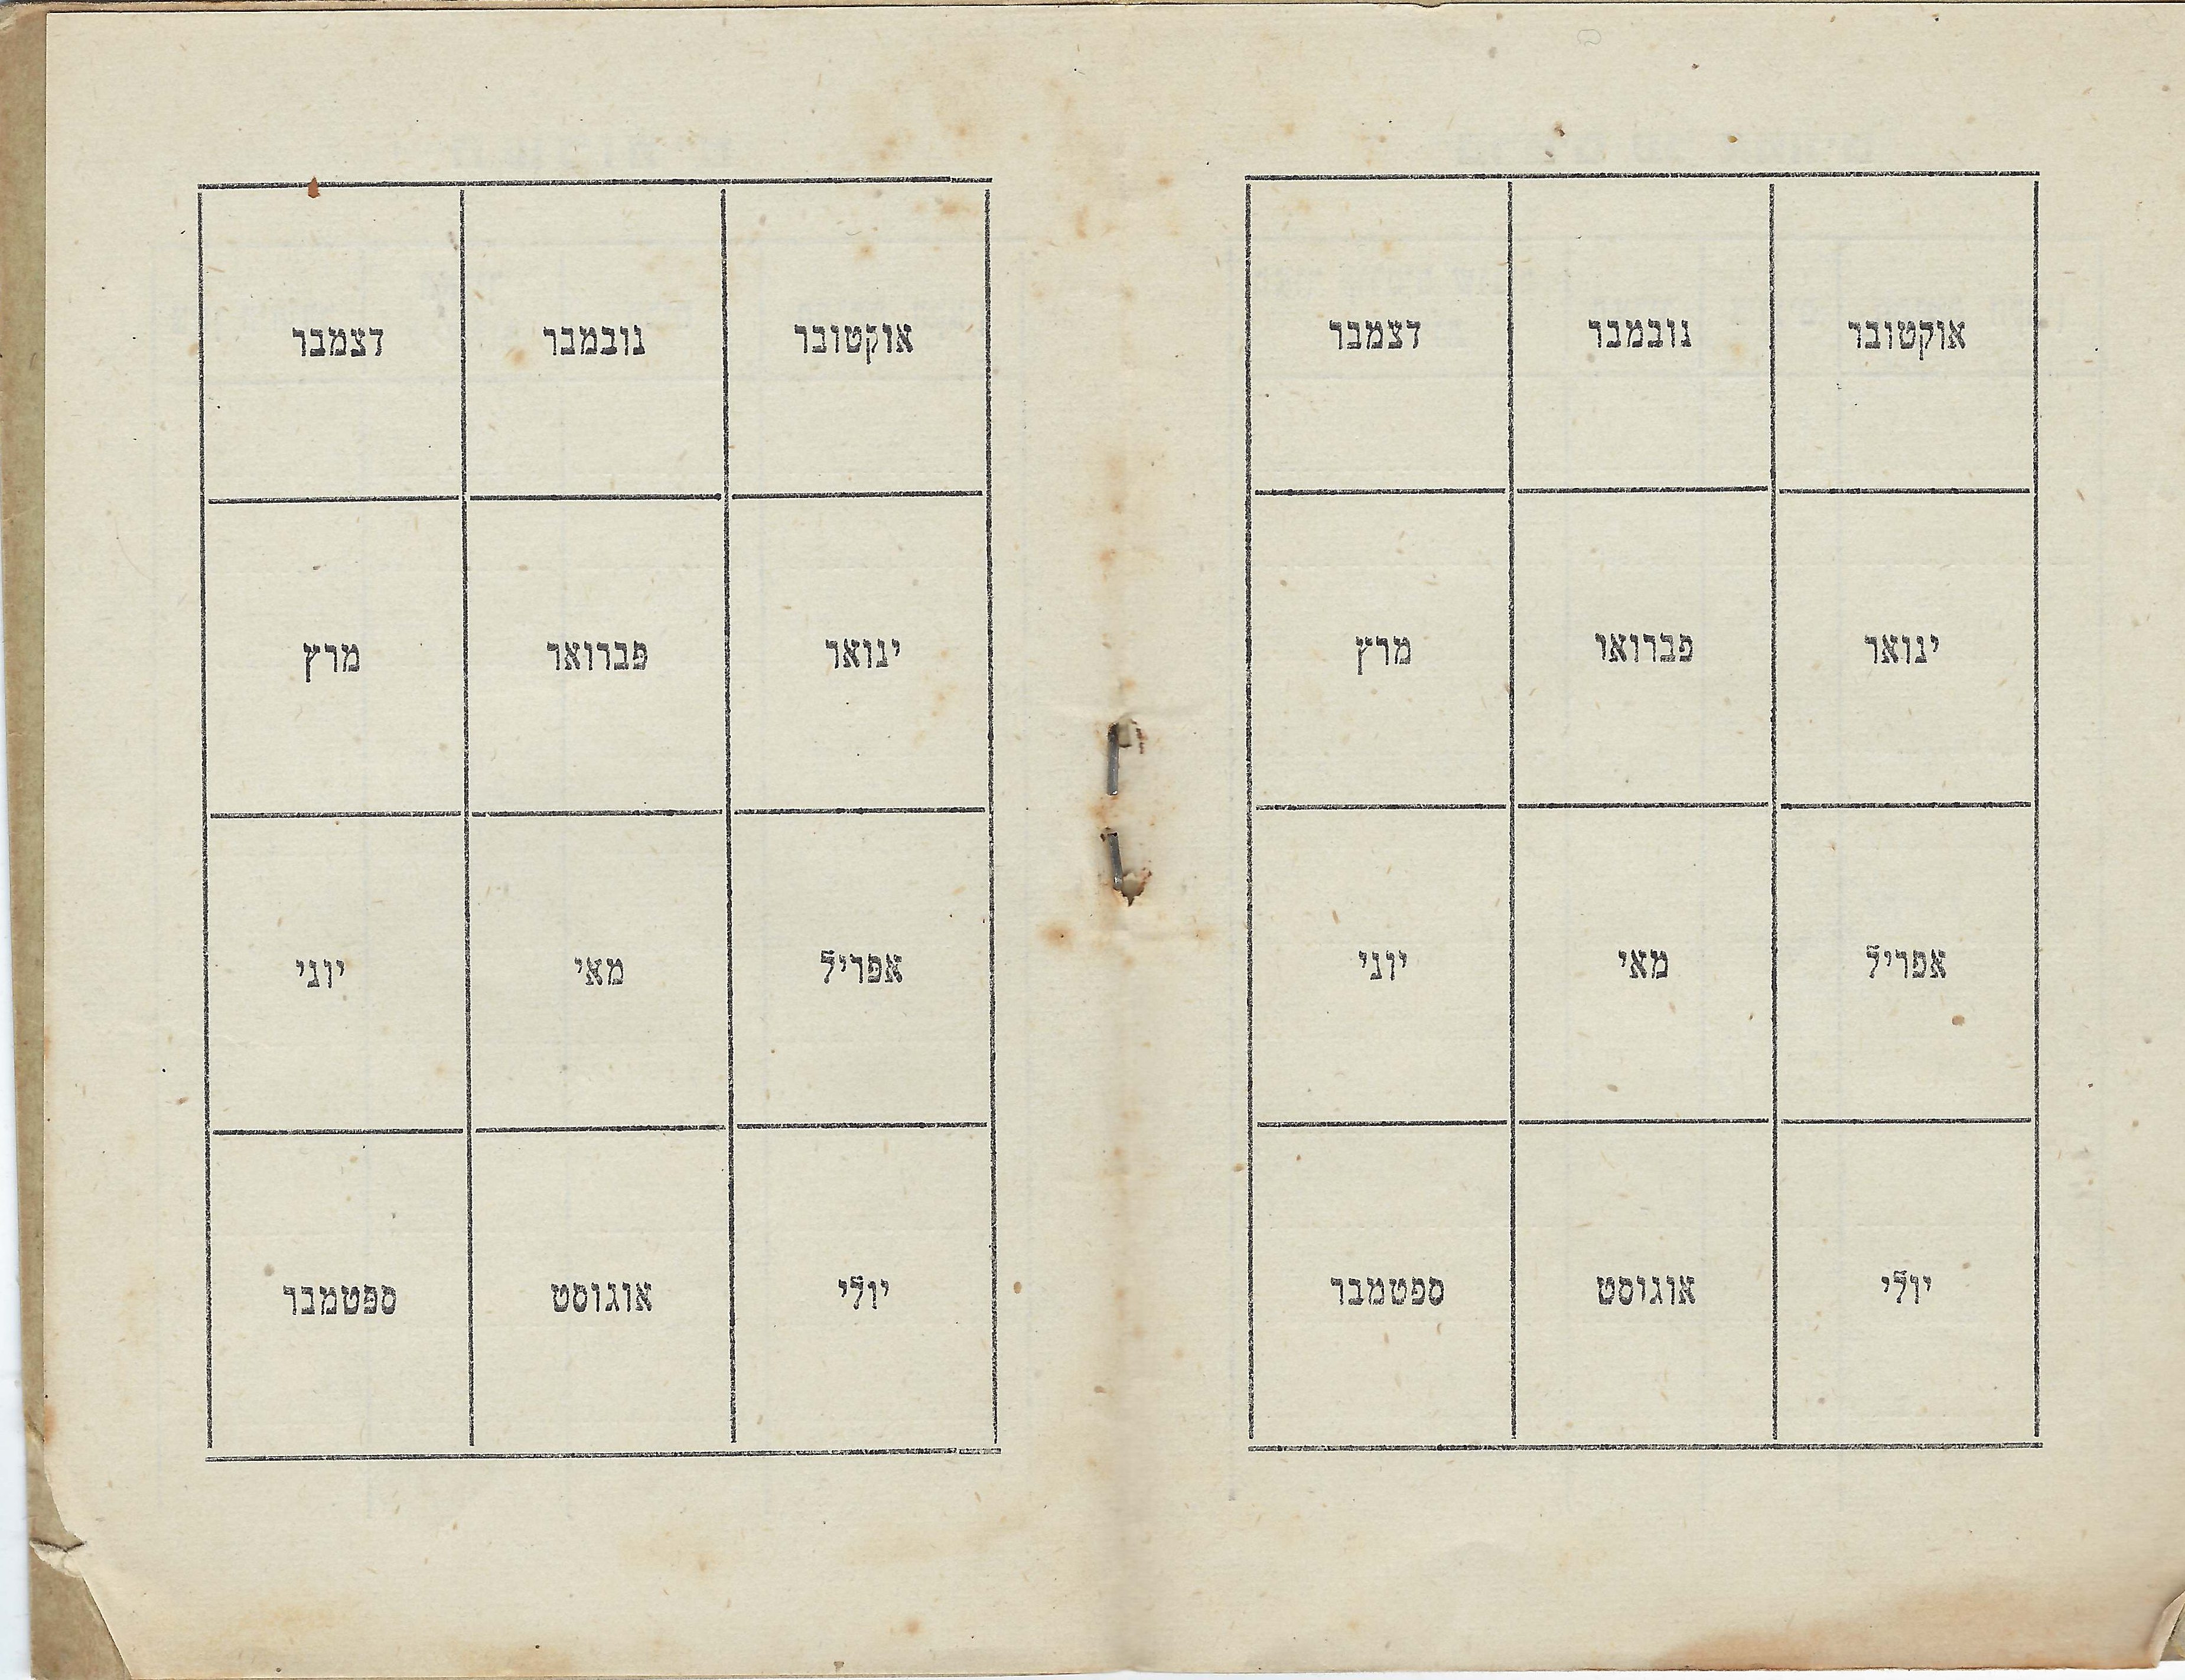 אוקטובר נובמבר דצמבר
ינואר פברואר מרץ
אפריל מאי יוני
יולי אוגוסט ספטמבר
אוקטובר נובמבר דצמבר
ינואר פברואר מרץ
אפריל מאי יוני
יולי אוגוסט ספטמבר